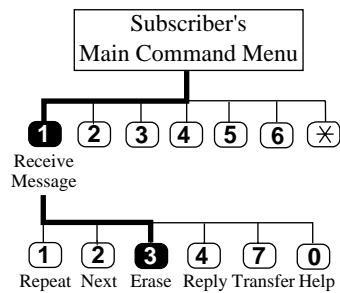 Subscriber's
Main Command Menu
1 2 3 4 5 6 *
Receive
Message
1 2 3 4 7 0
Repeat Next Erase Reply Transfer Help